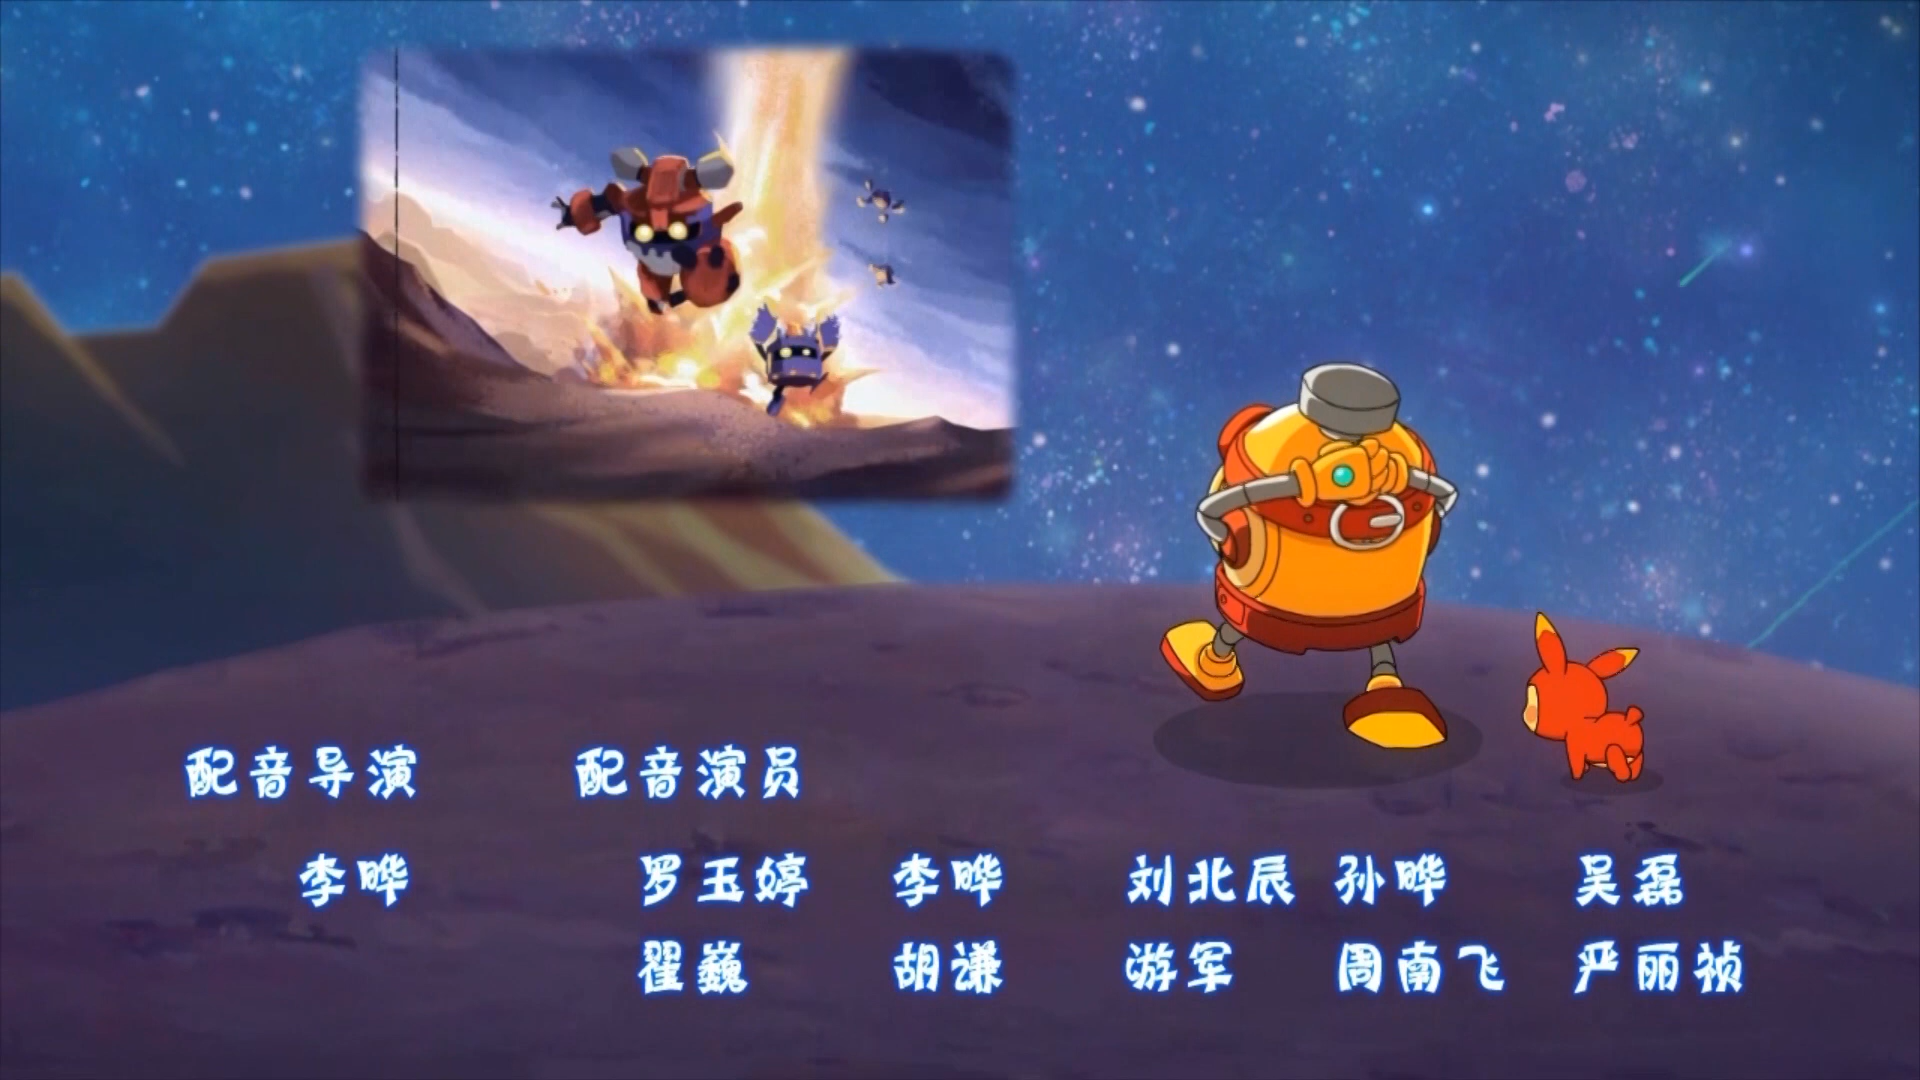 配音导演 配音演员
李晔 罗玉婷 李晔 刘北辰 孙晔 吴磊
翟巍 胡谦 游军 周南飞 严丽祯